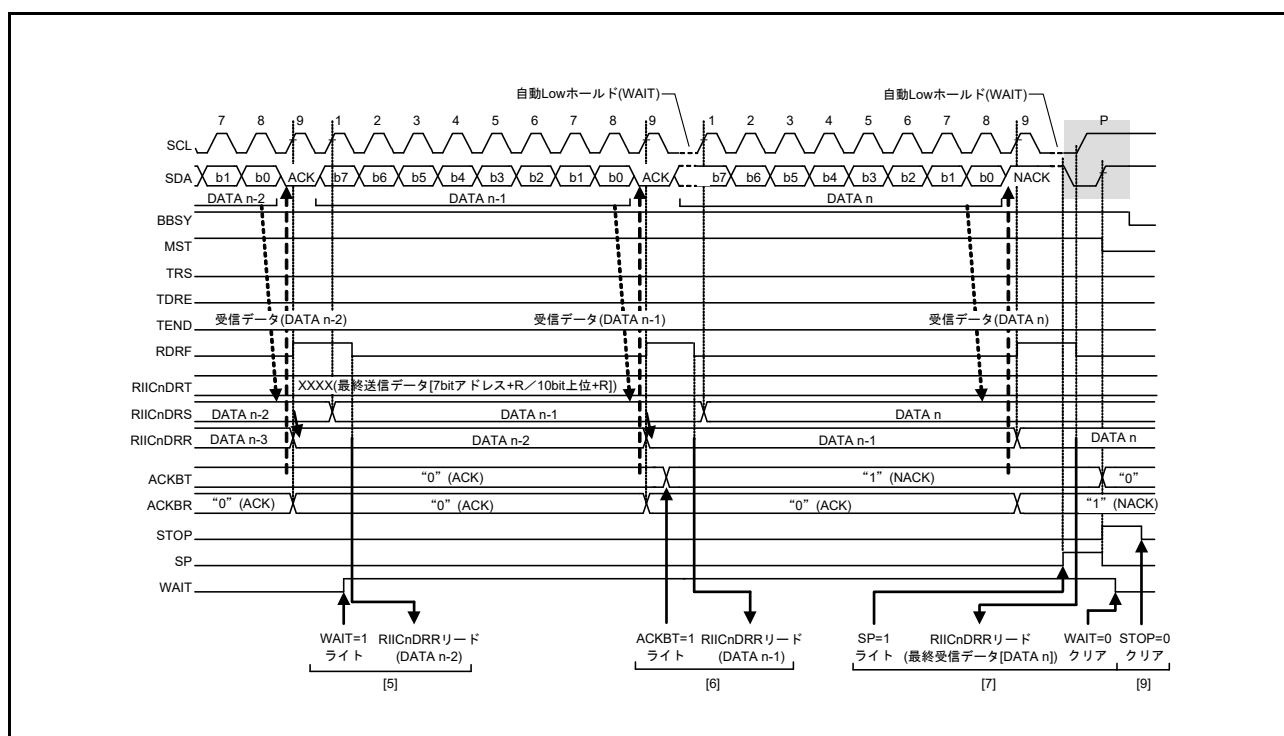 自動Lowホールド(WAIT) 自動Lowホールド(WAIT)
7 8 9 1 2 3 4 5 6 7 8 9 1 2 3 4 5 6 7 8 9 P
SCL
SDA b1 b0 ACK b7 b6 b5 b4 b3 b2 b1 b0 ACK b7 b6 b5 b4 b3 b2 b1 b0 NACK
DATA n-2 DATA n-1 DATA n
BBSY
MST
TRS
TDRE
TEND
受信データ(DATA n-2) 受信データ(DATA n-1) 受信データ(DATA n)
RDRF
RIICnDRT XXXX(最終送信データ[7bitアドレス+R/10bit上位+R])
RIICnDRS DATA n-2 DATA n-1 DATA n
RIICnDRR DATA n-3 DATA n-2 DATA n-1 DATA n
ACKBT “0” (ACK) “1” (NACK) “0”
ACKBR “0” (ACK) “0” (ACK) “0” (ACK) “1” (NACK)
STOP
SP
WAIT
WAIT=1 RIICnDRRリード ACKBT=1 RIICnDRRリード SP=1 RIICnDRRリード WAIT=0 STOP=0
ライト (DATA n-2) ライト (DATA n-1) ライト (最終受信データ[DATA n]) クリア クリア
[5] [6] [7] [9]